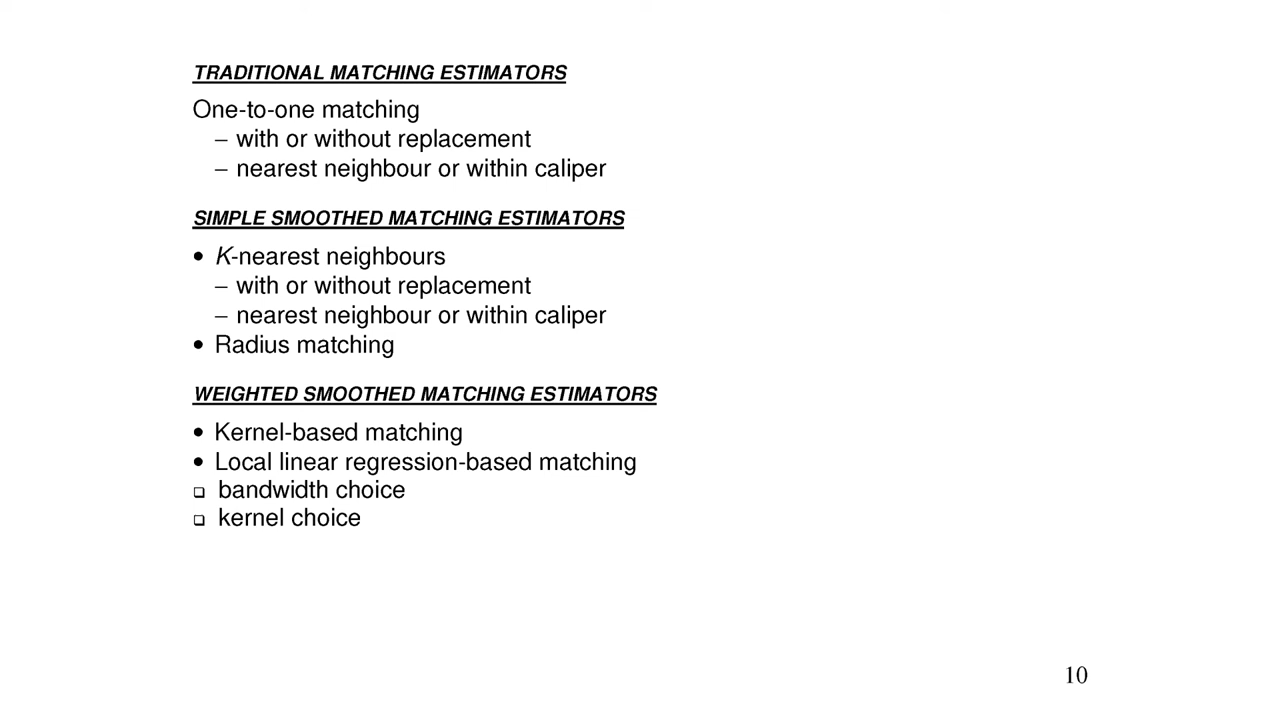 TRADITIONAL MATCHING ESTIMATORS
One-to-one matching
– with or without replacement
– nearest neighbour or within caliper
SIMPLE SMOOTHED MATCHING ESTIMATORS
• K-nearest neighbours
– with or without replacement
– nearest neighbour or within caliper
• Radius matching
WEIGHTED SMOOTHED MATCHING ESTIMATORS
• Kernel-based matching
• Local linear regression-based matching
❑ bandwidth choice
❑ kernel choice
10